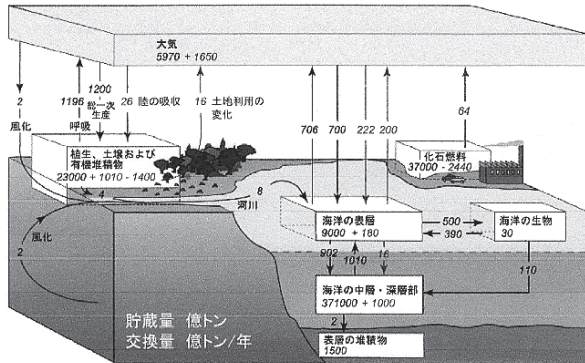 大気
5970 + 1650
2
風化
1196
呼吸
1200
総一次
生産
26 陸の吸収
16 土地利用の
変化
706
700
222
200
64
植生、土壌および
有機堆積物
23000 + 1010 - 1400
化石燃料
37000 - 2440
4
8
河川
海洋の表層
9000 + 180
500
390
海洋の生物
30
風化
2
902
1010
16
110
海洋の中層・深層部
371000 + 1000
2
表層の堆積物
1500
貯蔵量 億トン
交換量 億トン/年